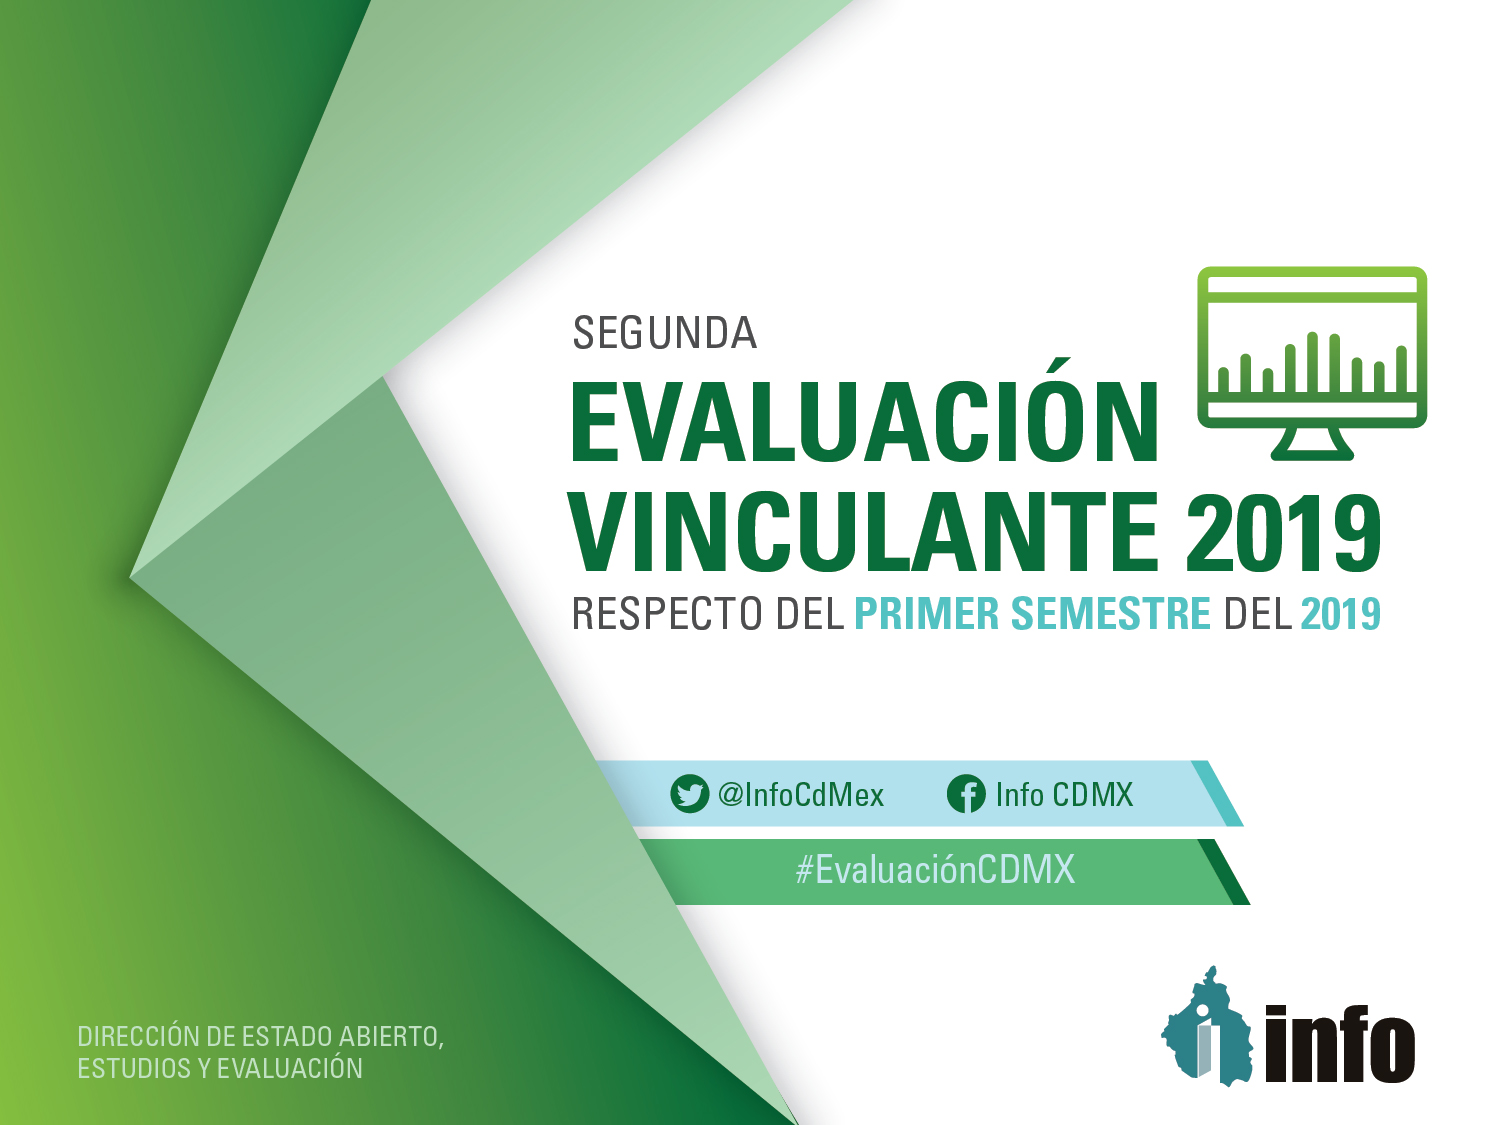 SEGUNDA
EVALUACIÓN
VINCULANTE 2019
RESPECTO DEL PRIMER SEMESTRE DEL 2019
@InfoCdMex Info CDMX
#EvaluaciónCDMX
DIRECCIÓN DE ESTADO ABIERTO,
ESTUDIOS Y EVALUACIÓN
info